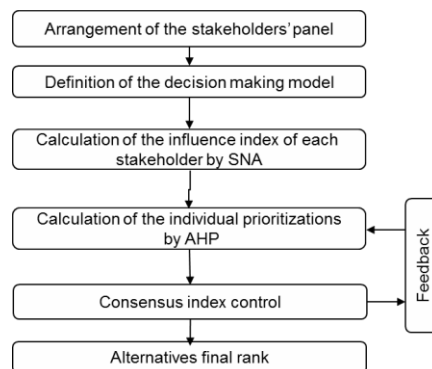 Arrangement of the stakeholders' panel
Definition of the decision making model
Calculation of the influence index of each
stakeholder by SNA
Calculation of the individual prioritizations
by AHP
Feedback
Consensus index control
Alternatives final rank